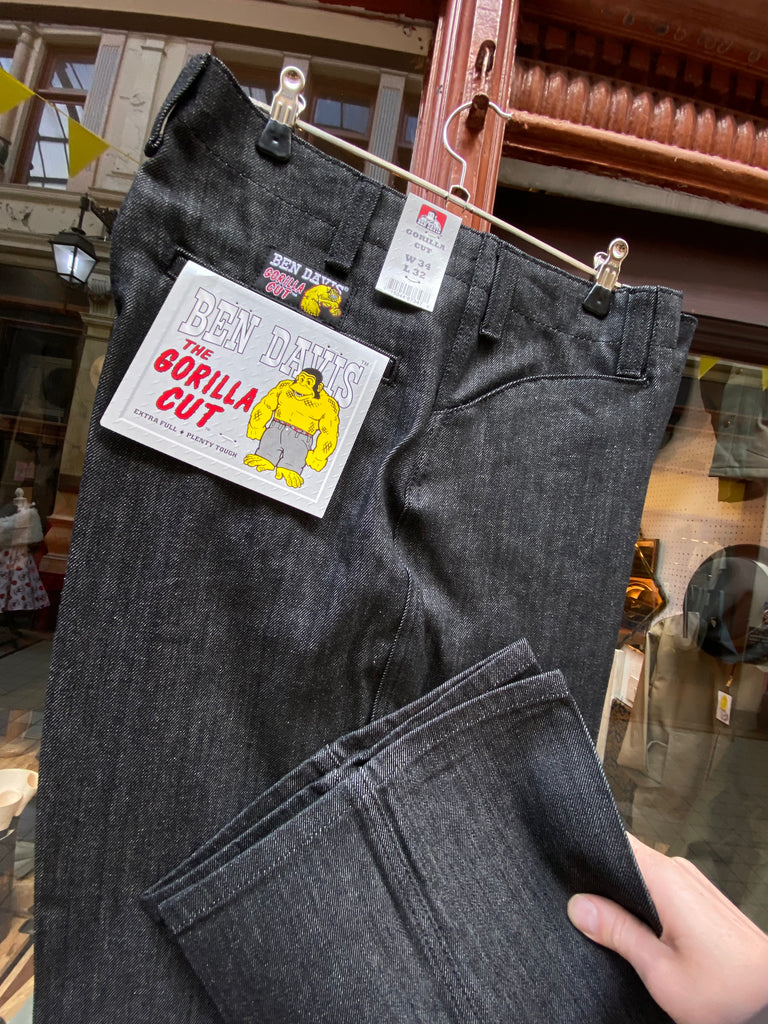 BEN DAVIS
GORILLA
CUT
GORILLA
CUT
W 34
L 32
BEN DAVIS
THE
GORILLA
CUT
EXTRA FULL ✦ PLENTY TOUGH